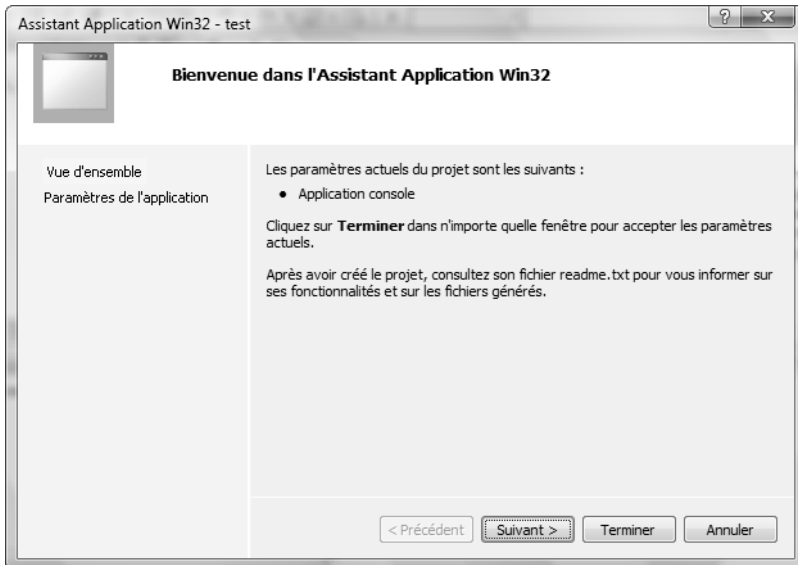 Assistant Application Win32 - test
? X
Bienvenue dans l'Assistant Application Win32
Vue d'ensemble
Paramètres de l'application
Les paramètres actuels du projet sont les suivants :
• Application console
Cliquez sur Terminer dans n'importe quelle fenêtre pour accepter les paramètres
actuels.
Après avoir créé le projet, consultez son fichier readme.txt pour vous informer sur
ses fonctionnalités et sur les fichiers générés.
< Précédent Suivant > Terminer Annuler